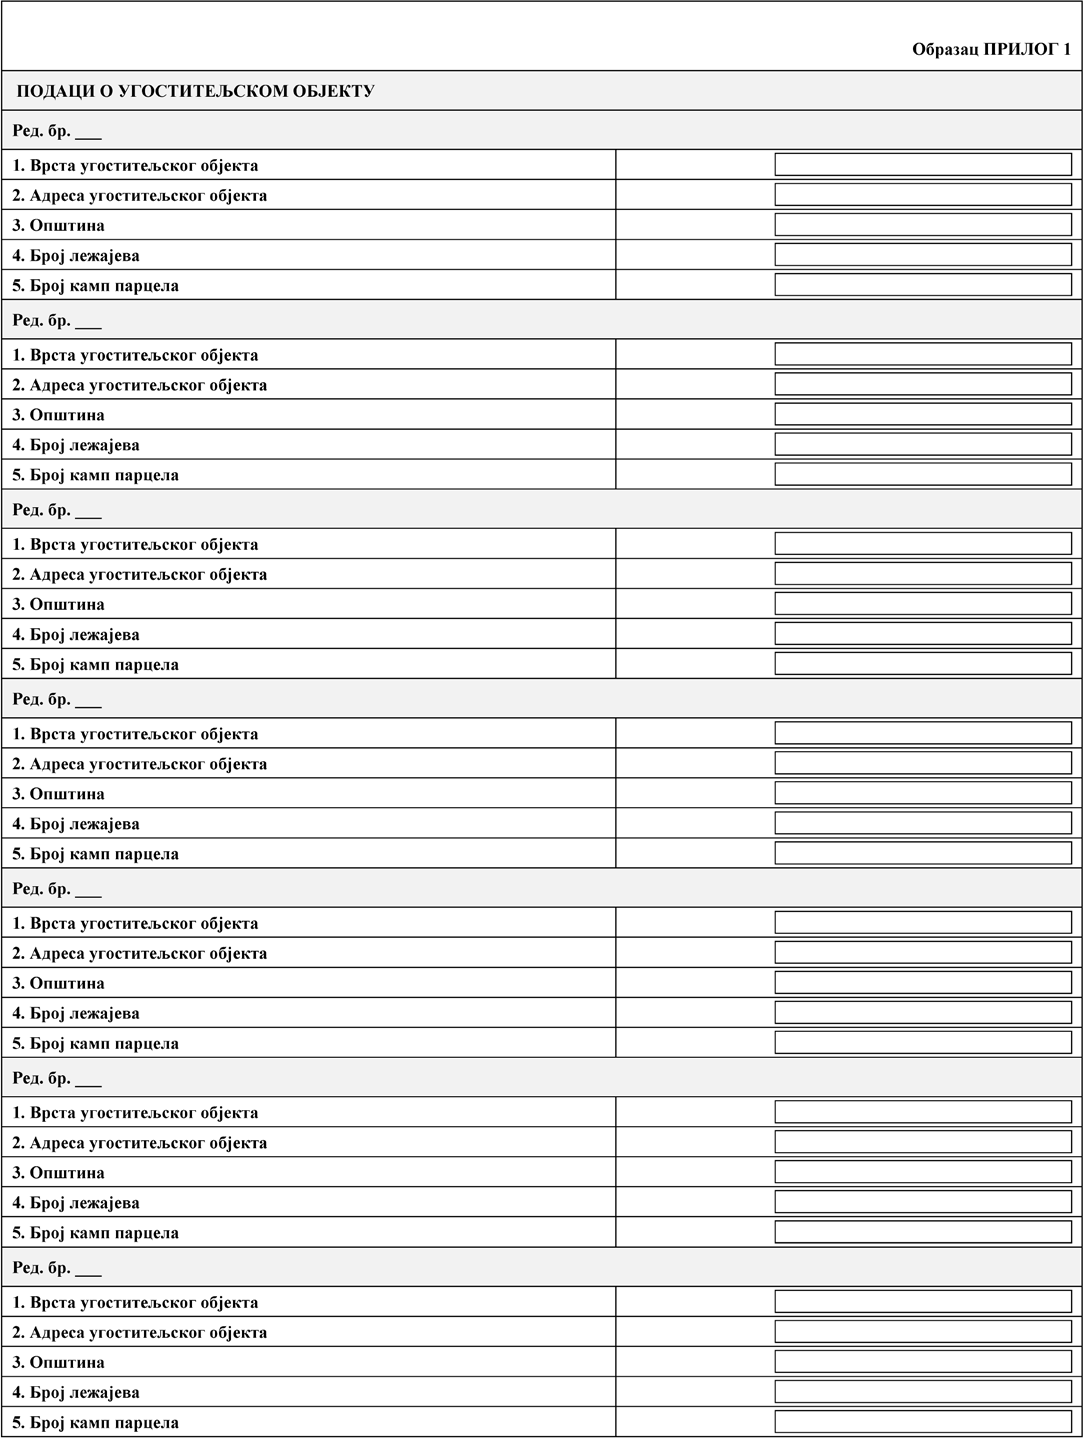 Образац ПРИЛОГ 1
ПОДАЦИ О УГОСТИТЕЉСКОМ ОБЈЕКТУ
Ред. бр. ___
1. Врста угоститељског објекта
2. Адреса угоститељског објекта
3. Општина
4. Број лежајева
5. Број камп парцела
Ред. бр. ___
1. Врста угоститељског објекта
2. Адреса угоститељског објекта
3. Општина
4. Број лежајева
5. Број камп парцела
Ред. бр. ___
1. Врста угоститељског објекта
2. Адреса угоститељског објекта
3. Општина
4. Број лежајева
5. Број камп парцела
Ред. бр. ___
1. Врста угоститељског објекта
2. Адреса угоститељског објекта
3. Општина
4. Број лежајева
5. Број камп парцела
Ред. бр. ___
1. Врста угоститељског објекта
2. Адреса угоститељског објекта
3. Општина
4. Број лежајева
5. Број камп парцела
Ред. бр. ___
1. Врста угоститељског објекта
2. Адреса угоститељског објекта
3. Општина
4. Број лежајева
5. Број камп парцела
Ред. бр. ___
1. Врста угоститељског објекта
2. Адреса угоститељског објекта
3. Општина
4. Број лежајева
5. Број камп парцела